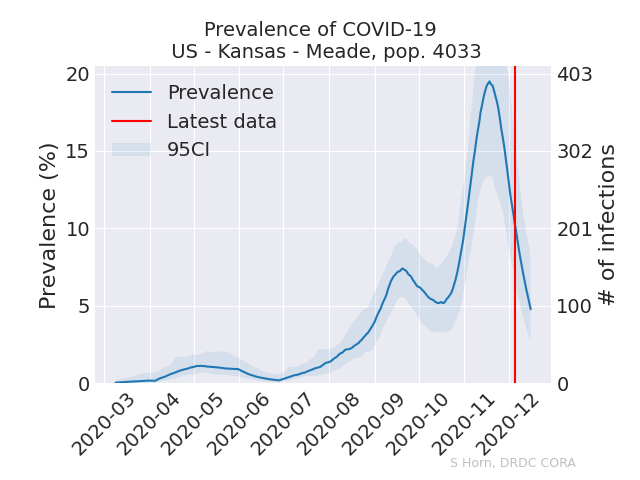 Prevalence of COVID-19
US - Kansas - Meade, pop. 4033
20
15
10
5
0
Prevalence (%)
Prevalence
Latest data
95CI
403
302
201
100
0
# of infections
2020-03
2020-04
2020-05
2020-06
2020-07
2020-08
2020-09
2020-10
2020-11
2020-12
S Horn, DRDC CORA